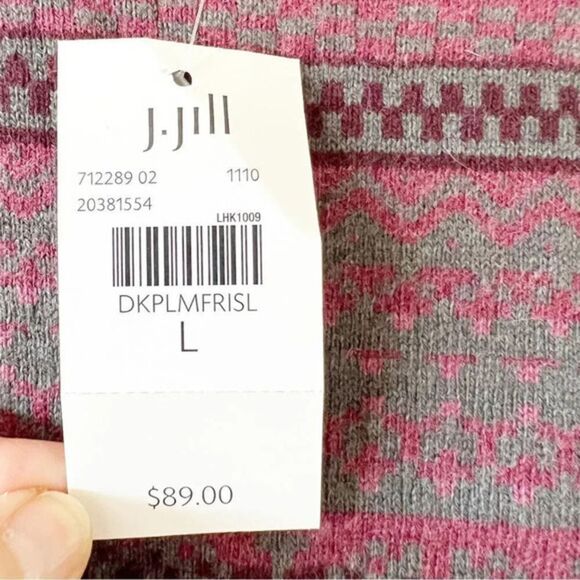 J.Jill
712289 02 1110
20381554
LHK1009
DKPLMFRISL
L
$89.00